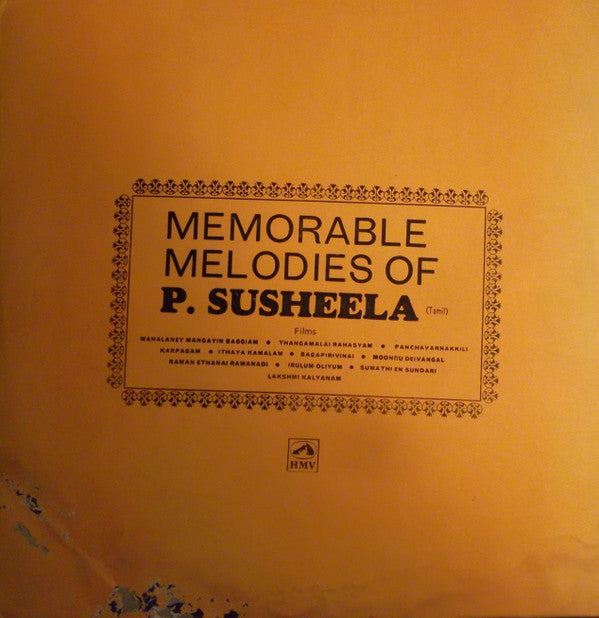 MEMORABLE
MELODIES OF
P. SUSHEELA (Tamil)
Films
MANALANEY MANGAYIN BAGGIAM • THANGAMALAI RAHASYAM • PANCHAVARNAKKILI
KARPAGAM • ITHAYA KAMALAM • BAGAPIRIVINAI • MOONRU DEIVANGAL
RAMAN ETHANAI RAMANADI • IRULUM OLIYUM • SUMATHI EN SUNDARI
LAKSHMI KALYANAM
HMV